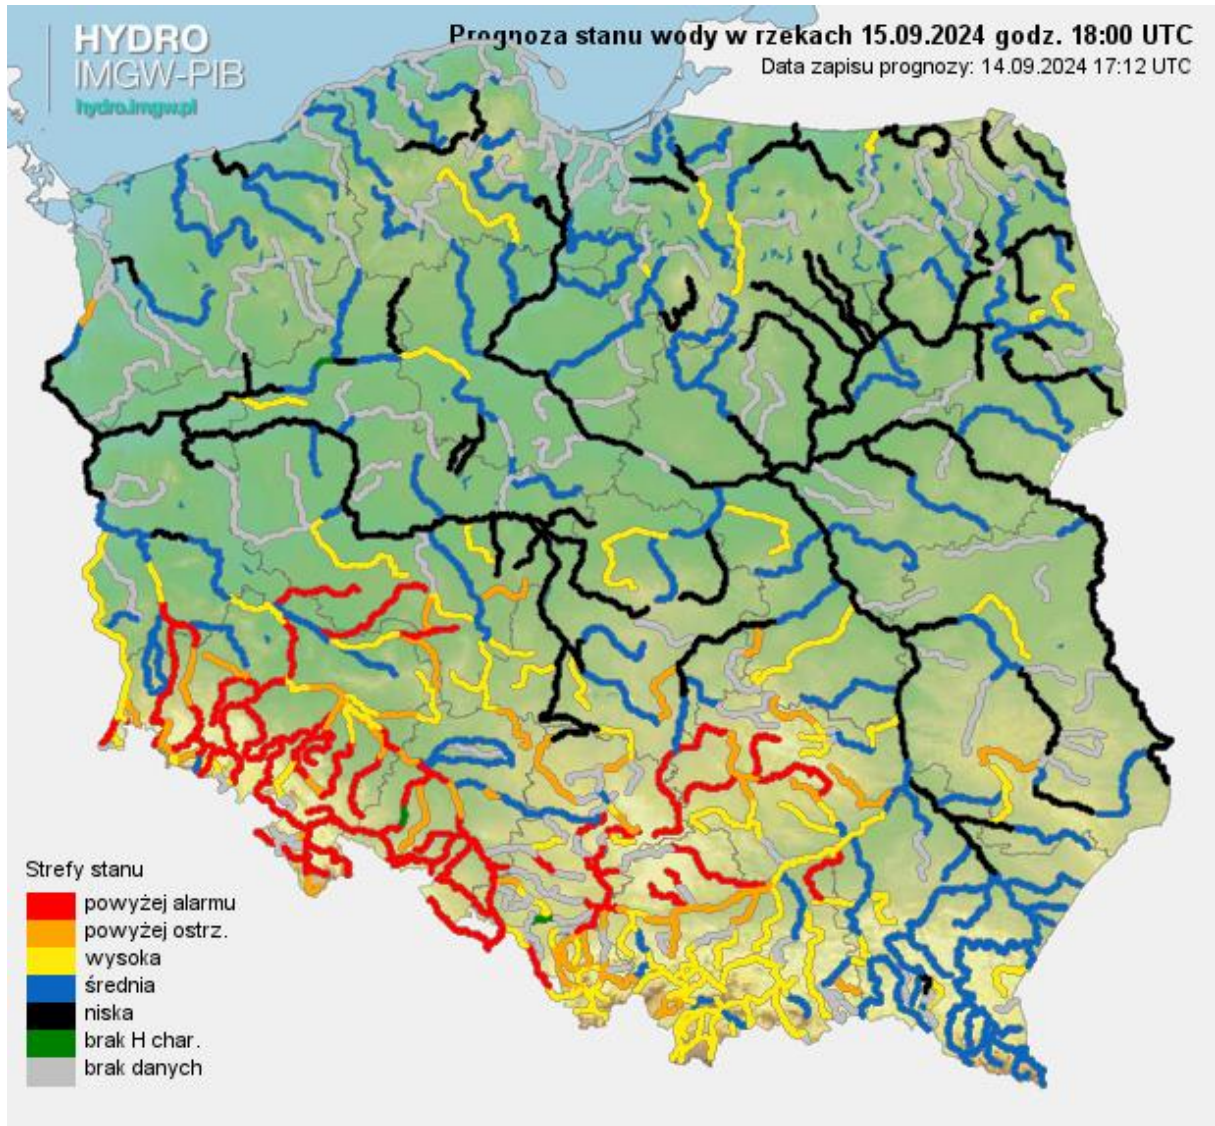 HYDRO
IMGW-PIB
hydro.imgw.pl
Prognoza stanu wody w rzekach 15.09.2024 godz. 18:00 UTC
Data zapisu prognozy: 14.09.2024 17:12 UTC
Strefy stanu
powyżej alarmu
powyżej ostrz.
wysoka
średnia
niska
brak H char.
brak danych